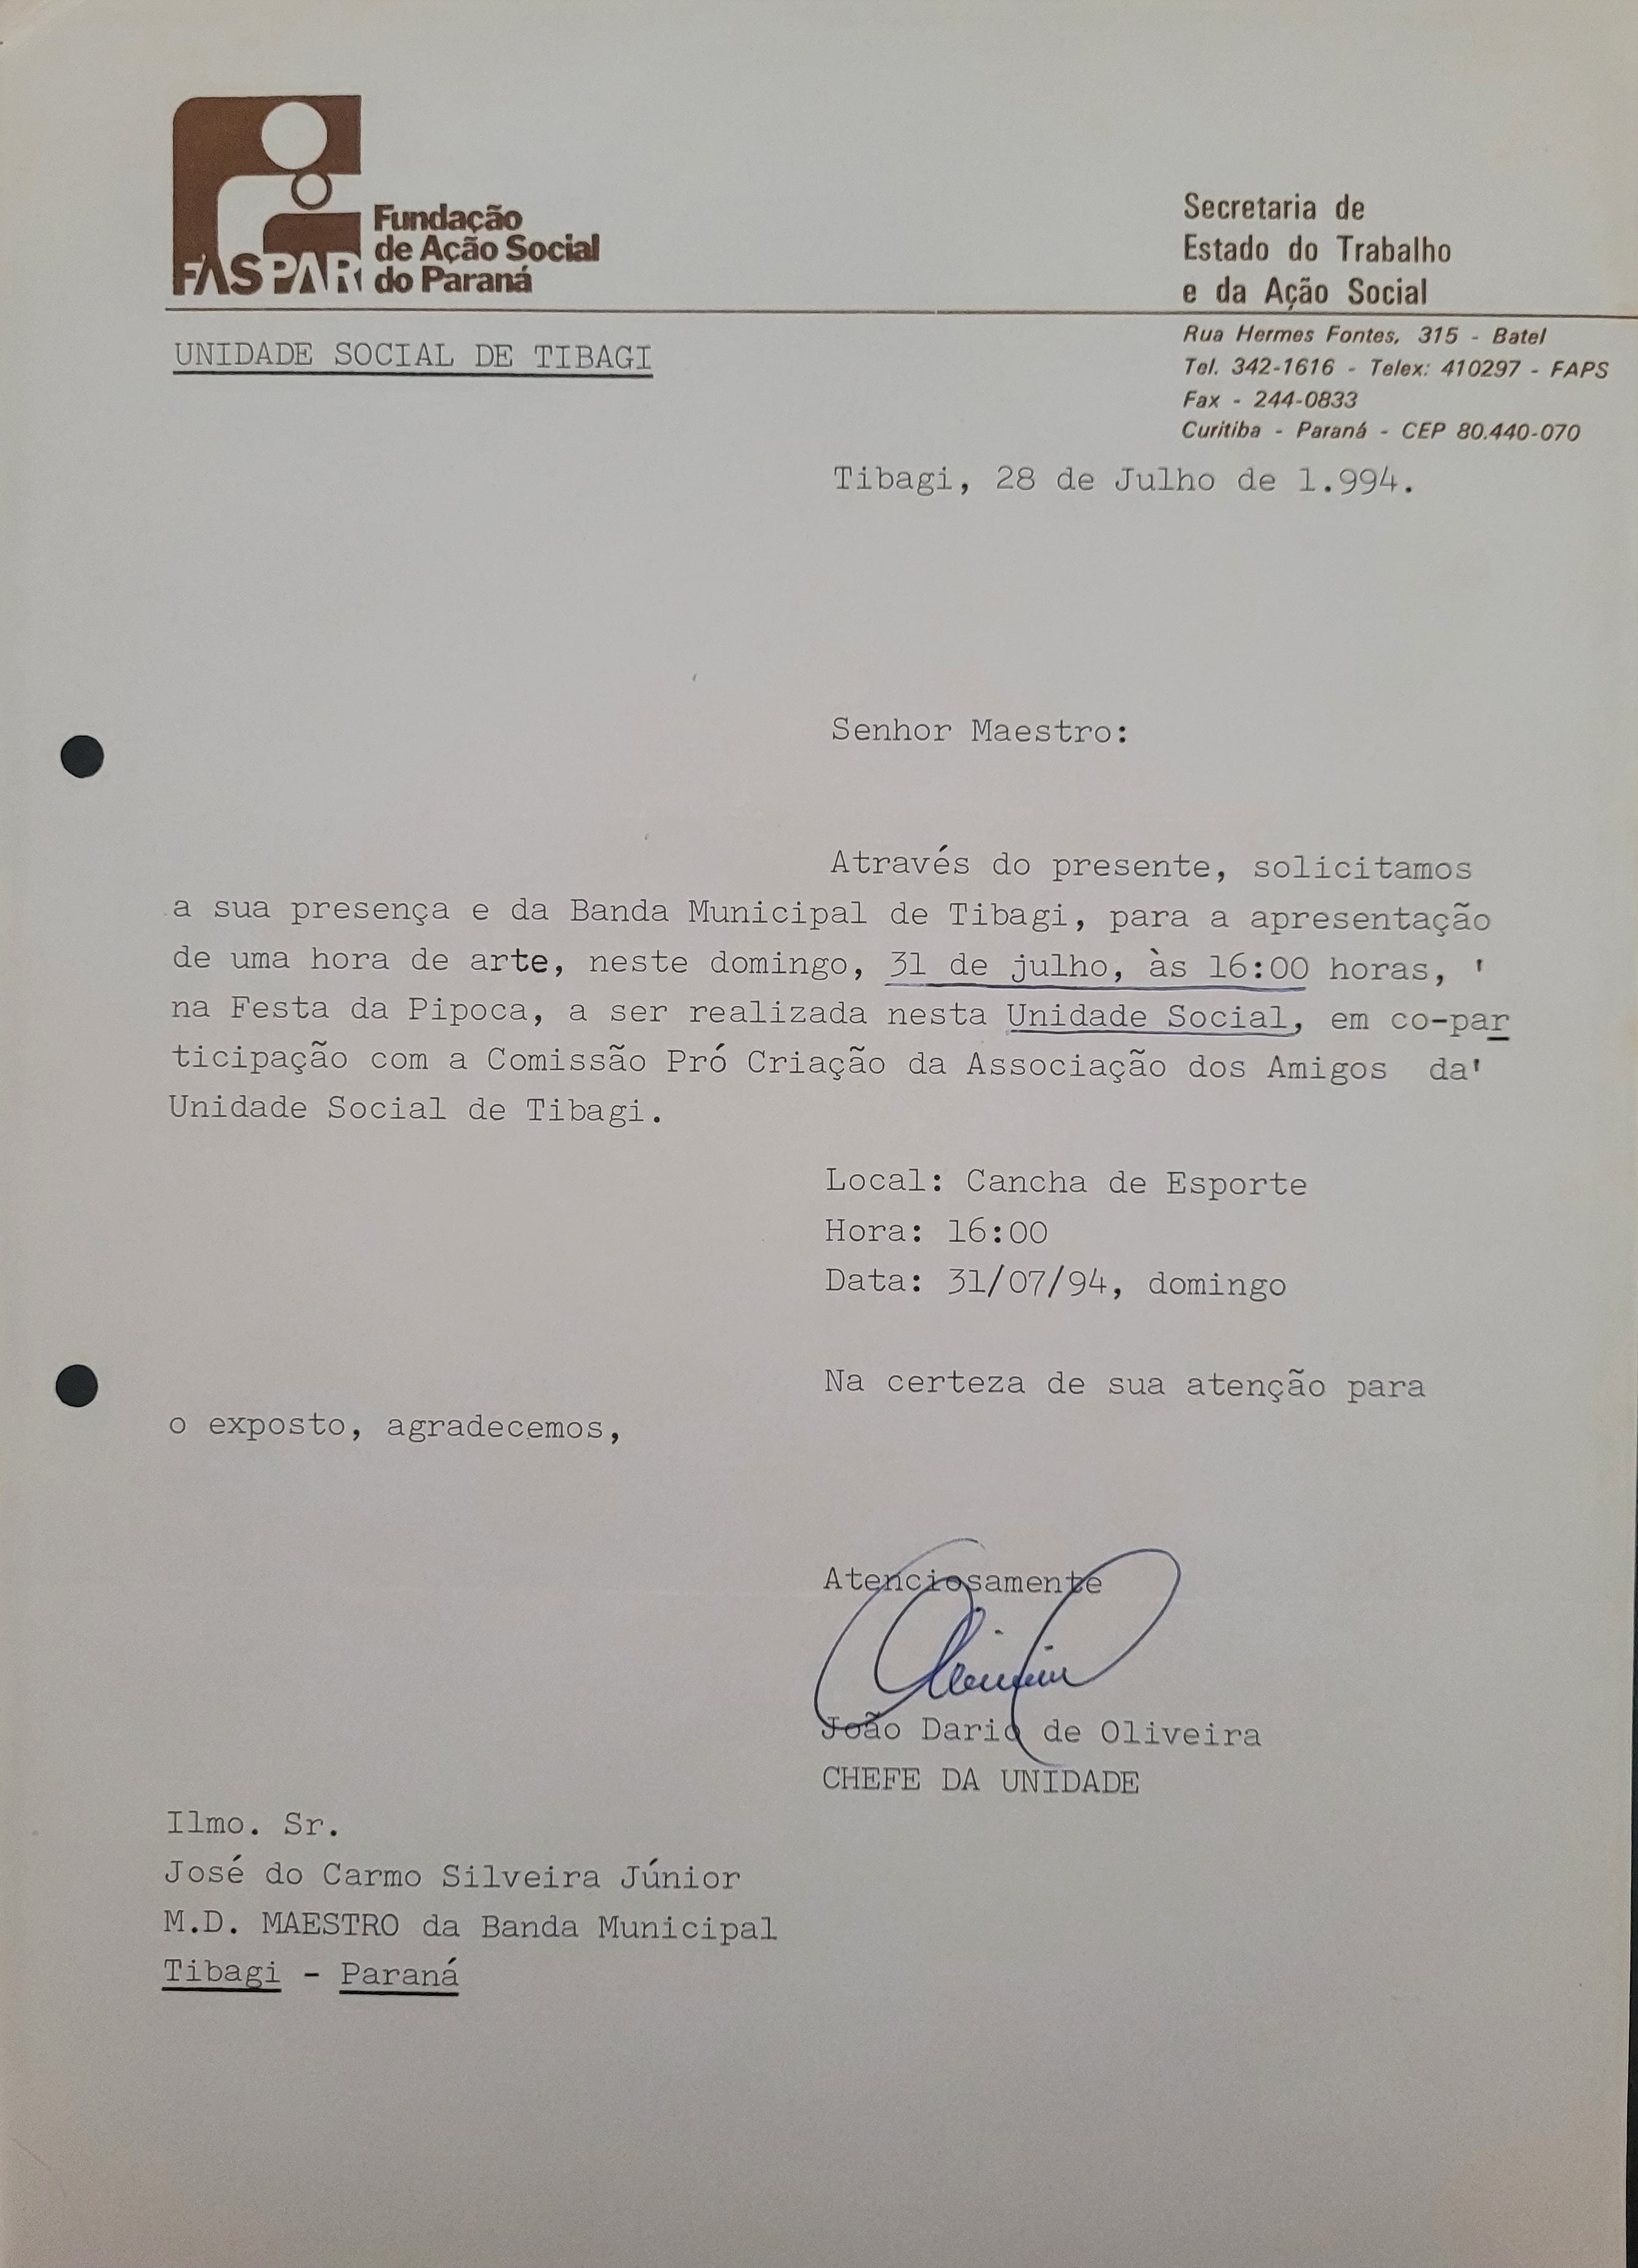 FASPAR
Fundação
de Ação Social
do Paraná
Secretaria de
Estado do Trabalho
e da Ação Social
Rua Hermes Fontes, 315 - Batel
Tel. 342-1616 - Telex: 410297 - FAPS
Fax - 244-0833
Curitiba - Paraná - CEP 80.440-070
UNIDADE SOCIAL DE TIBAGI
Tibagi, 28 de Julho de 1.994.
Senhor Maestro:
Através do presente, solicitamos
a sua presença e da Banda Municipal de Tibagi, para a apresentação
de uma hora de arte, neste domingo, 31 de julho, às 16:00 horas, '
na Festa da Pipoca, a ser realizada nesta Unidade Social, em co-par
ticipação com a Comissão Pró Criação da Associação dos Amigos da'
Unidade Social de Tibagi.
Local: Cancha de Esporte
Hora: 16:00
Data: 31/07/94, domingo
Na certeza de sua atenção para
o exposto, agradecemos,
Atenciosamente
João Dario de Oliveira
CHEFE DA UNIDADE
Ilmo. Sr.
José do Carmo Silveira Júnior
M.D. MAESTRO da Banda Municipal
Tibagi - Paraná